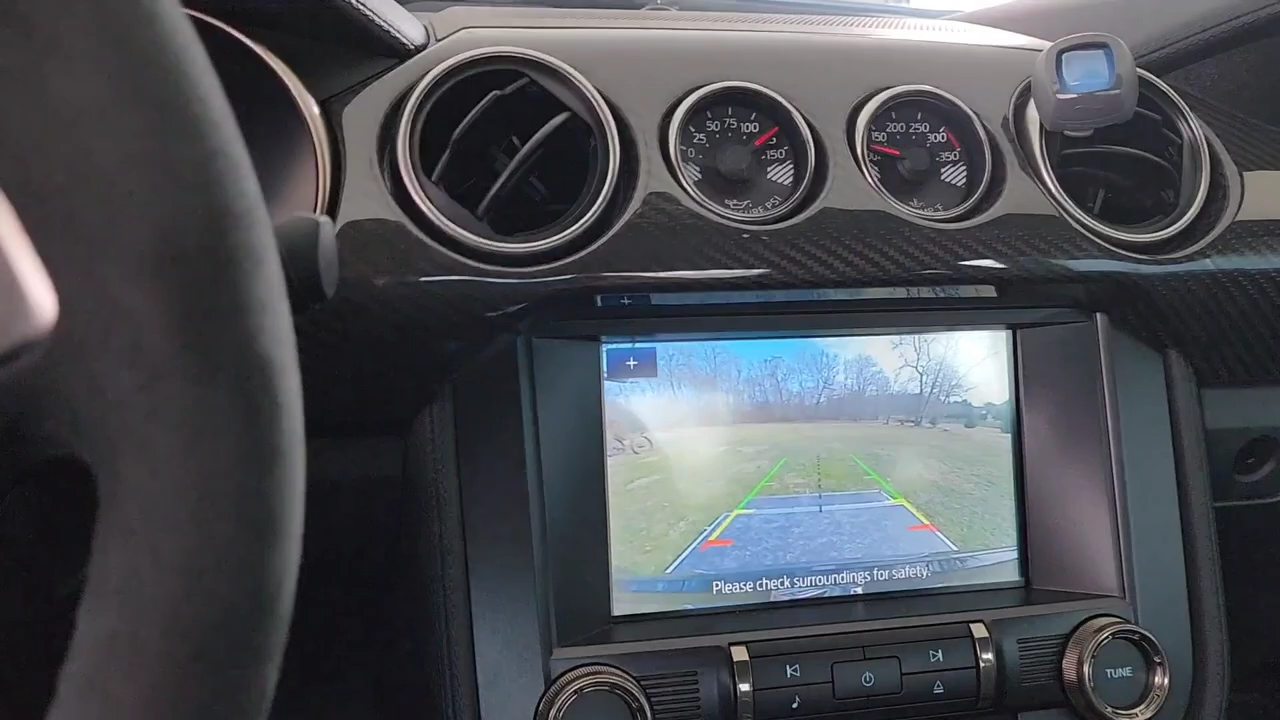 0 25 50 75 100 150
150 200 250 300 350
+
+
Please check surroundings for safety.
TUNE